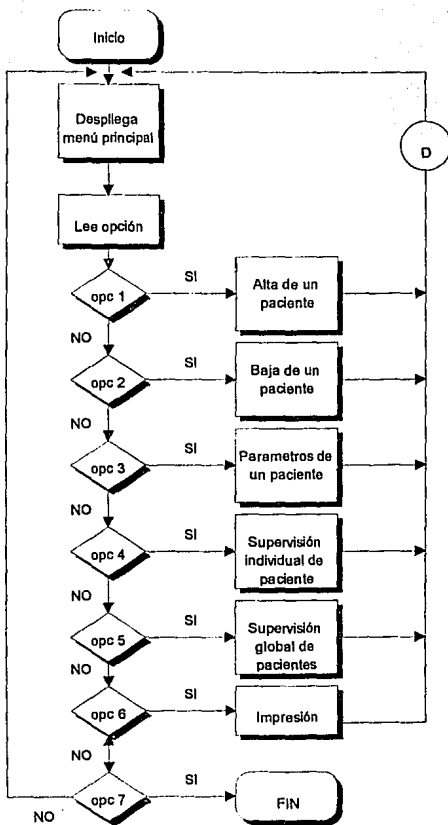 Inicio
Despliega
menú principal
D
Lee opción
opc 1
SI
Alta de un
paciente
NO
opc 2
SI
Baja de un
paciente
NO
opc 3
SI
Parametros de
un paciente
NO
opc 4
SI
Supervisión
individual de
paciente
NO
opc 5
SI
Supervisión
global de
pacientes
NO
opc 6
SI
Impresión
NO
opc 7
SI
FIN
NO